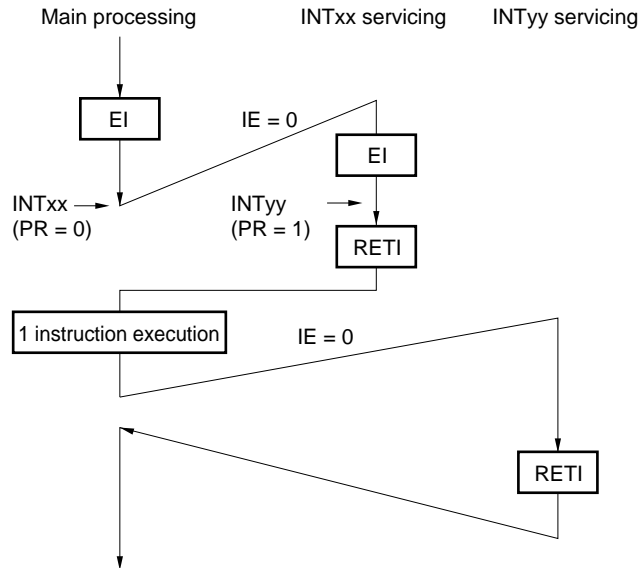 Main processing INTxx servicing INTyy servicing
EI
IE = 0
EI
INTxx
(PR = 0)
INTyy
(PR = 1)
RETI
1 instruction execution
IE = 0
RETI